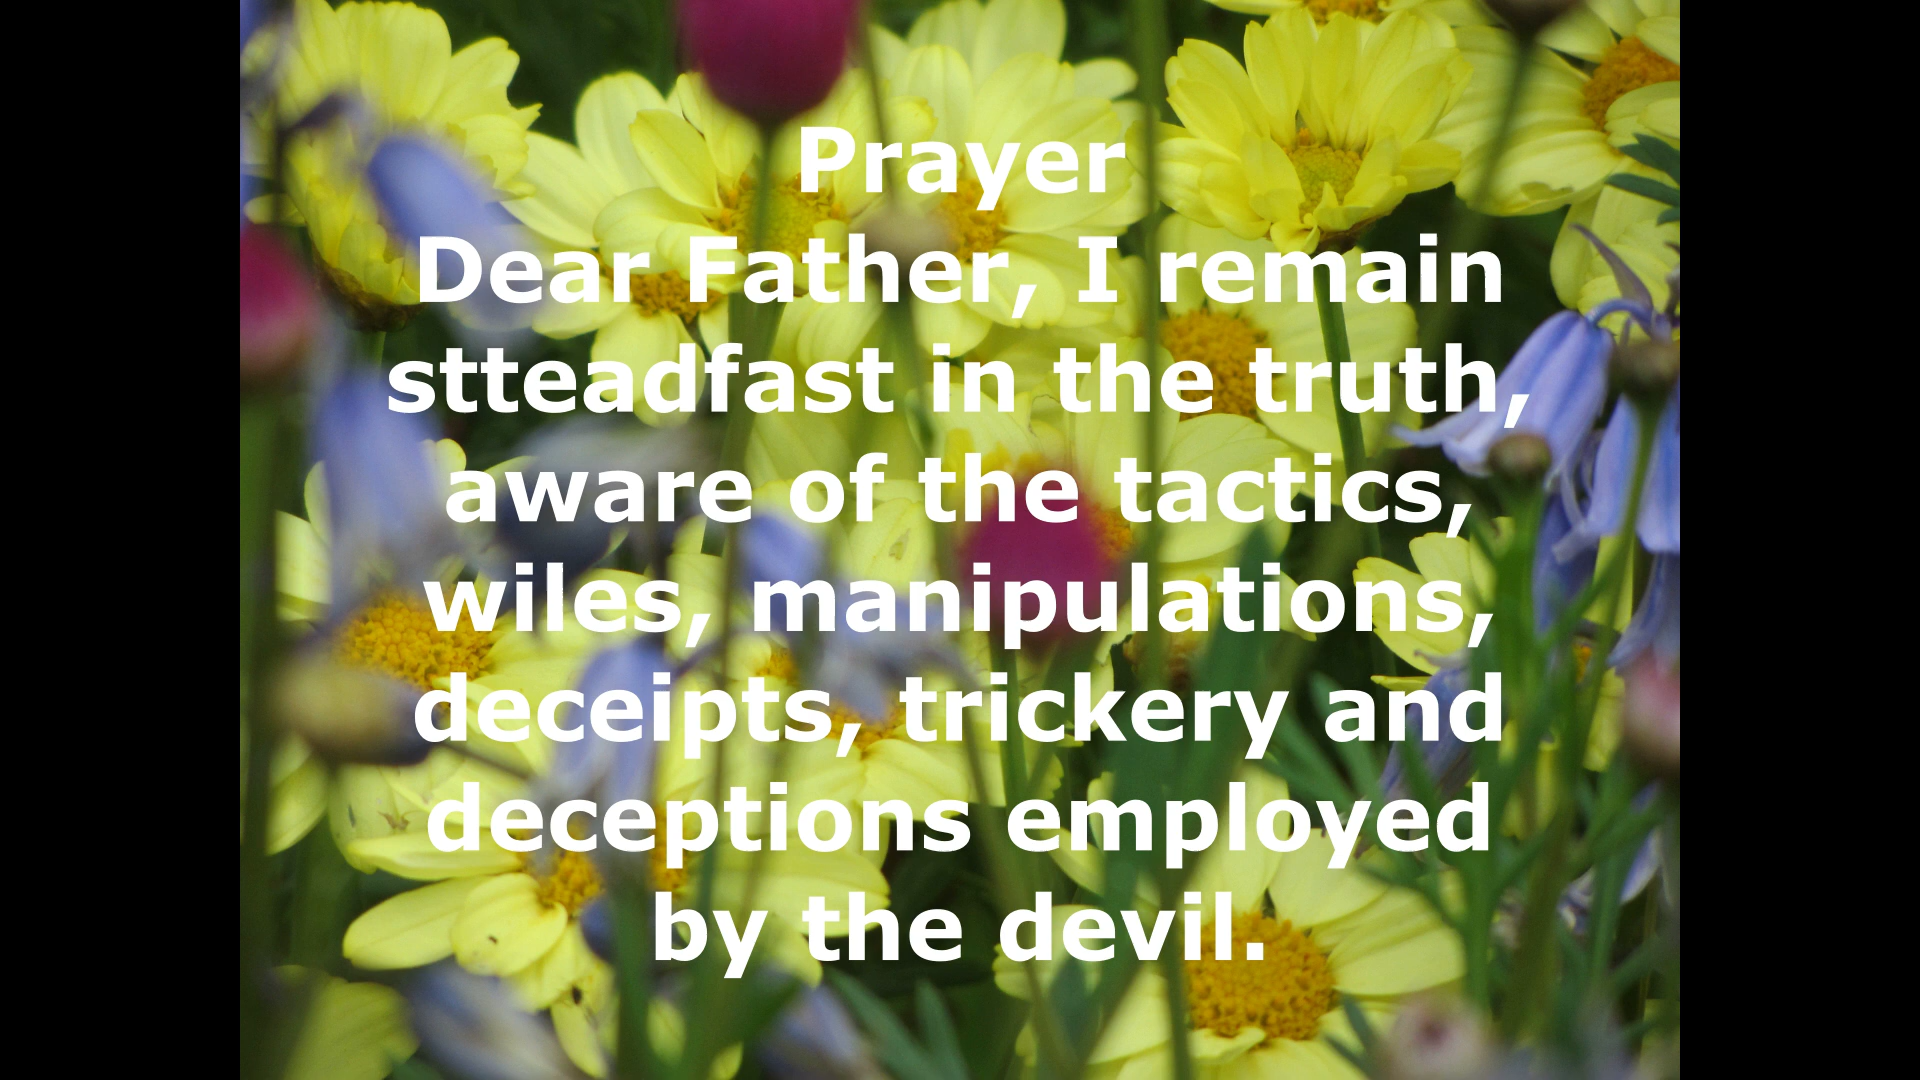 Prayer
Dear Father, I remain
stteadfast in the truth,
aware of the tactics,
wiles, manipulations,
deceipts, trickery and
deceptions employed
by the devil.